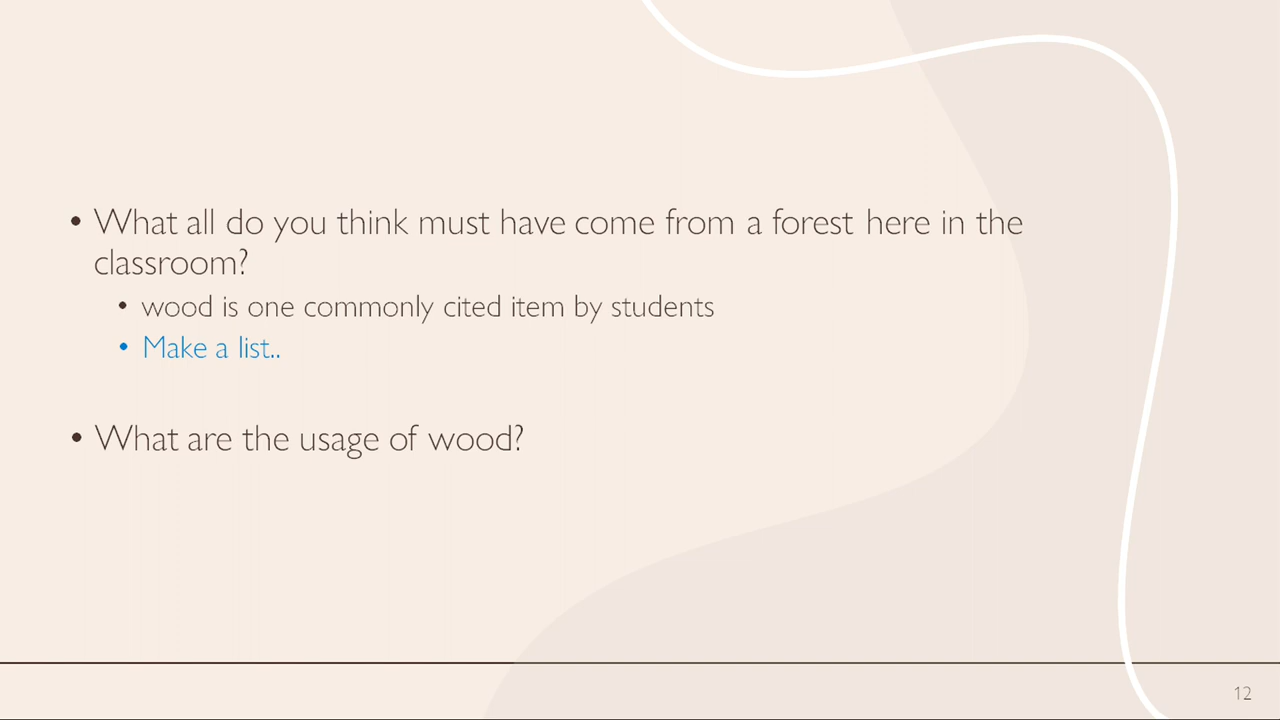 • What all do you think must have come from a forest here in the
classroom?
• wood is one commonly cited item by students
• Make a list..
• What are the usage of wood?
12